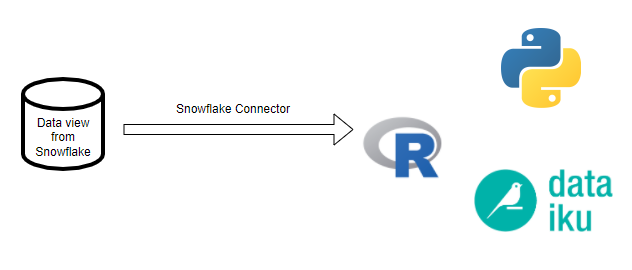 Snowflake Connector
Data view
from
Snowflake
R
data
iku